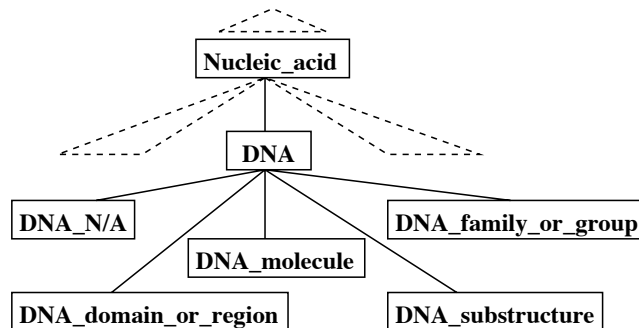 Nucleic_acid
DNA
DNA_N/A
DNA_family_or_group
DNA_molecule
DNA_domain_or_region
DNA_substructure